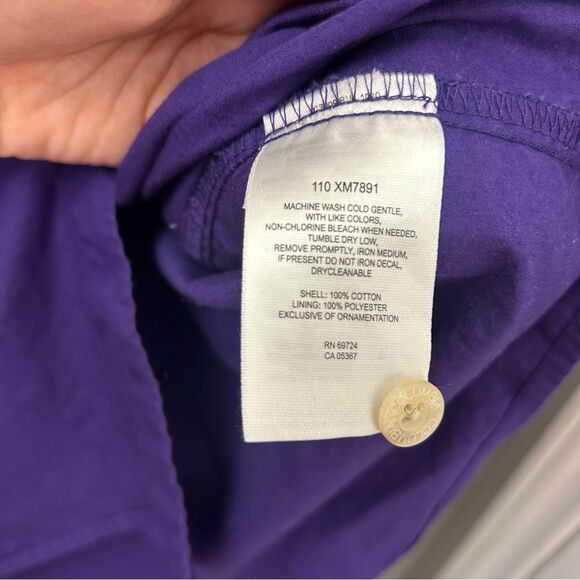 110 XM7891
MACHINE WASH COLD GENTLE,
WITH LIKE COLORS,
NON-CHLORINE BLEACH WHEN NEEDED,
TUMBLE DRY LOW,
REMOVE PROMPTLY, IRON MEDIUM,
IF PRESENT DO NOT IRON DECAL,
DRYCLEANABLE
SHELL: 100% COTTON
LINING: 100% POLYESTER
EXCLUSIVE OF ORNAMENTATION
RN 69724
CA 05367
COLUMBIA